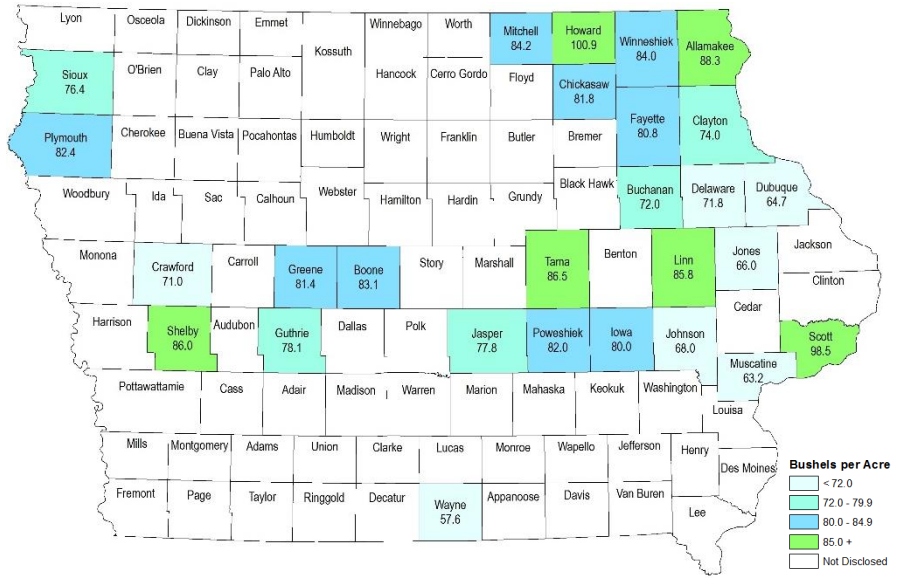 Lyon
Osceola
Dickinson
Emmet
Kossuth
Winnebago
Worth
Mitchell
84.2
Howard
100.9
Winneshiek
84.0
Allamakee
88.3
Sioux
76.4
O'Brien
Clay
Palo Alto
Hancock
Cerro Gordo
Floyd
Chickasaw
81.8
Fayette
80.8
Clayton
74.0
Plymouth
82.4
Cherokee
Buena Vista
Pocahontas
Humboldt
Wright
Franklin
Butler
Bremer
Woodbury
Ida
Sac
Calhoun
Webster
Hamilton
Hardin
Grundy
Black Hawk
Buchanan
72.0
Delaware
71.8
Dubuque
64.7
Monona
Crawford
71.0
Carroll
Greene
81.4
Boone
83.1
Story
Marshall
Tama
86.5
Benton
Linn
85.8
Jones
66.0
Jackson
Clinton
Harrison
Shelby
86.0
Audubon
Guthrie
78.1
Dallas
Polk
Jasper
77.8
Poweshiek
82.0
Iowa
80.0
Johnson
68.0
Cedar
Scott
98.5
Muscatine
63.2
Pottawattamie
Cass
Adair
Madison
Warren
Marion
Mahaska
Keokuk
Washington
Louisa
Mills
Montgomery
Adams
Union
Clarke
Lucas
Monroe
Wapello
Jefferson
Henry
Des Moines
Fremont
Page
Taylor
Ringgold
Decatur
Wayne
57.6
Appanoose
Davis
Van Buren
Lee
Bushels per Acre
< 72.0
72.0 - 79.9
80.0 - 84.9
85.0 +
Not Disclosed